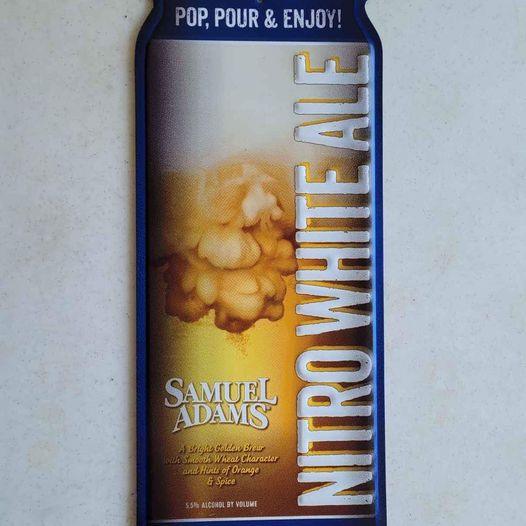 POP, POUR & ENJOY!
NITRO WHITE ALE
SAMUEL
ADAMS
A Bright Golden Brew
with Smooth Wheat Character
and Hints of Orange
& Spice
5.5% ALCOHOL BY VOLUME